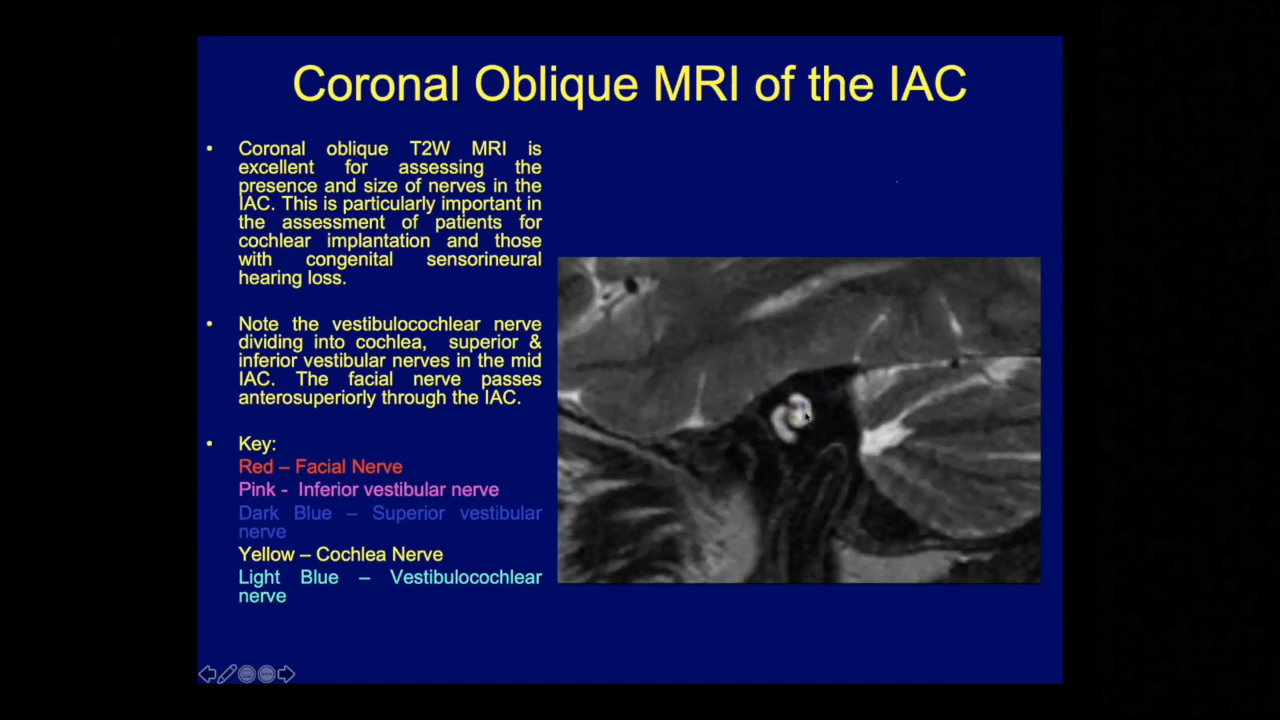 Coronal Oblique MRI of the IAC
• Coronal oblique T2W MRI is
excellent for assessing the
presence and size of nerves in the
IAC. This is particularly important in
the assessment of patients for
cochlear implantation and those
with congenital sensorineural
hearing loss.
• Note the vestibulocochlear nerve
dividing into cochlea, superior &
inferior vestibular nerves in the mid
IAC. The facial nerve passes
anterosuperiorly through the IAC.
• Key:
Red – Facial Nerve
Pink - Inferior vestibular nerve
Dark Blue – Superior vestibular
nerve
Yellow – Cochlea Nerve
Light Blue – Vestibulocochlear
nerve